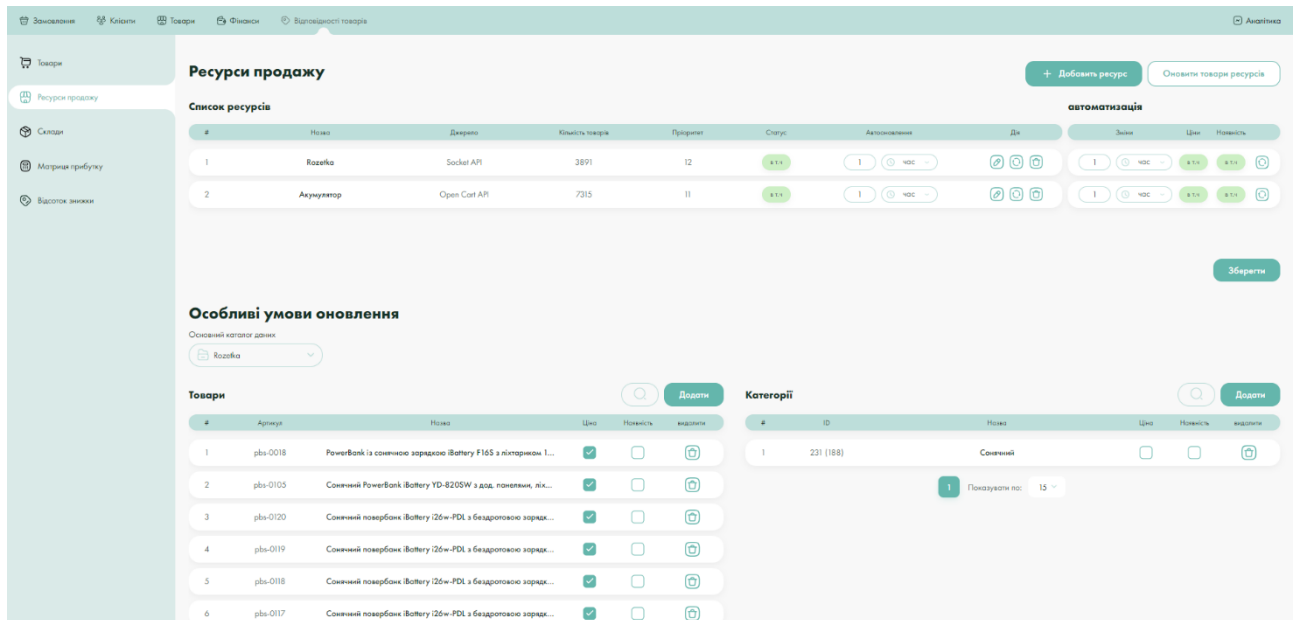 Замовлення Клієнти Товари Фінанси Відповідності товарів Аналітика
Товари
Ресурси продажу
Склади
Матриця прибутку
Відсоток знижки
Ресурси продажу
+ Добавить ресурс Оновити товари ресурсів
Список ресурсів
автоматизація
# Назва Джерело Кількість товарів Пріоритет Статус Автооновлення Дія
Зміни Ціни Наявність
1 Rozetka Socket API 3891 12 1 час
1 час
2 Акумулятор Open Cart API 7315 11 1 час
1 час
Зберегти
Особливі умови оновлення
Основний каталог даних
Rozetka
Товари Додати
# Артикул Назва Ціна Наявність видалити
1 pbs-0018 PowerBank із сонячною зарядкою iBattery F16S з ліхтариком 1...
2 pbs-0105 Сонячний PowerBank iBattery YD-820SW з дод. панелями, ліх...
3 pbs-0120 Сонячний повербанк iBattery i26w-PDL з бездротовою зарядк...
4 pbs-0119 Сонячний повербанк iBattery i26w-PDL з бездротовою зарядк...
5 pbs-0118 Сонячний повербанк iBattery i26w-PDL з бездротовою зарядк...
6 pbs-0117 Сонячний повербанк iBattery i26w-PDL з бездротовою зарядк...
Категорії Додати
# ID Назва Ціна Наявність видалити
1 231 (188) Сонячний
1 Показувати по: 15